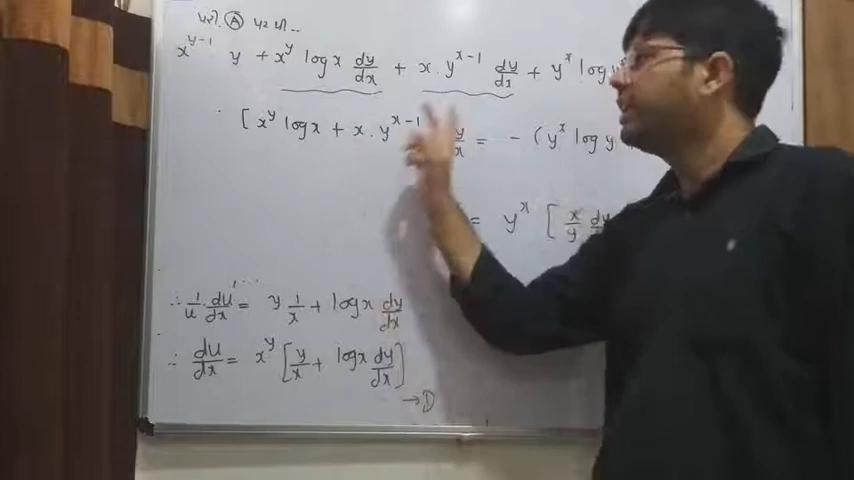 પરિ. Ⓐ પર થી...
x^{y-1} y + x^y log x dy/dx + x . y^{x-1} dy/dx + y^x log y
[ x^y log x + x . y^{x-1} = - ( y^x log y
= y^x [ x/y dy
∴ 1/u . du/dx = y 1/x + log x dy/dx
∴ du/dx = x^y [ y/x + log x dy/dx ]
→ D